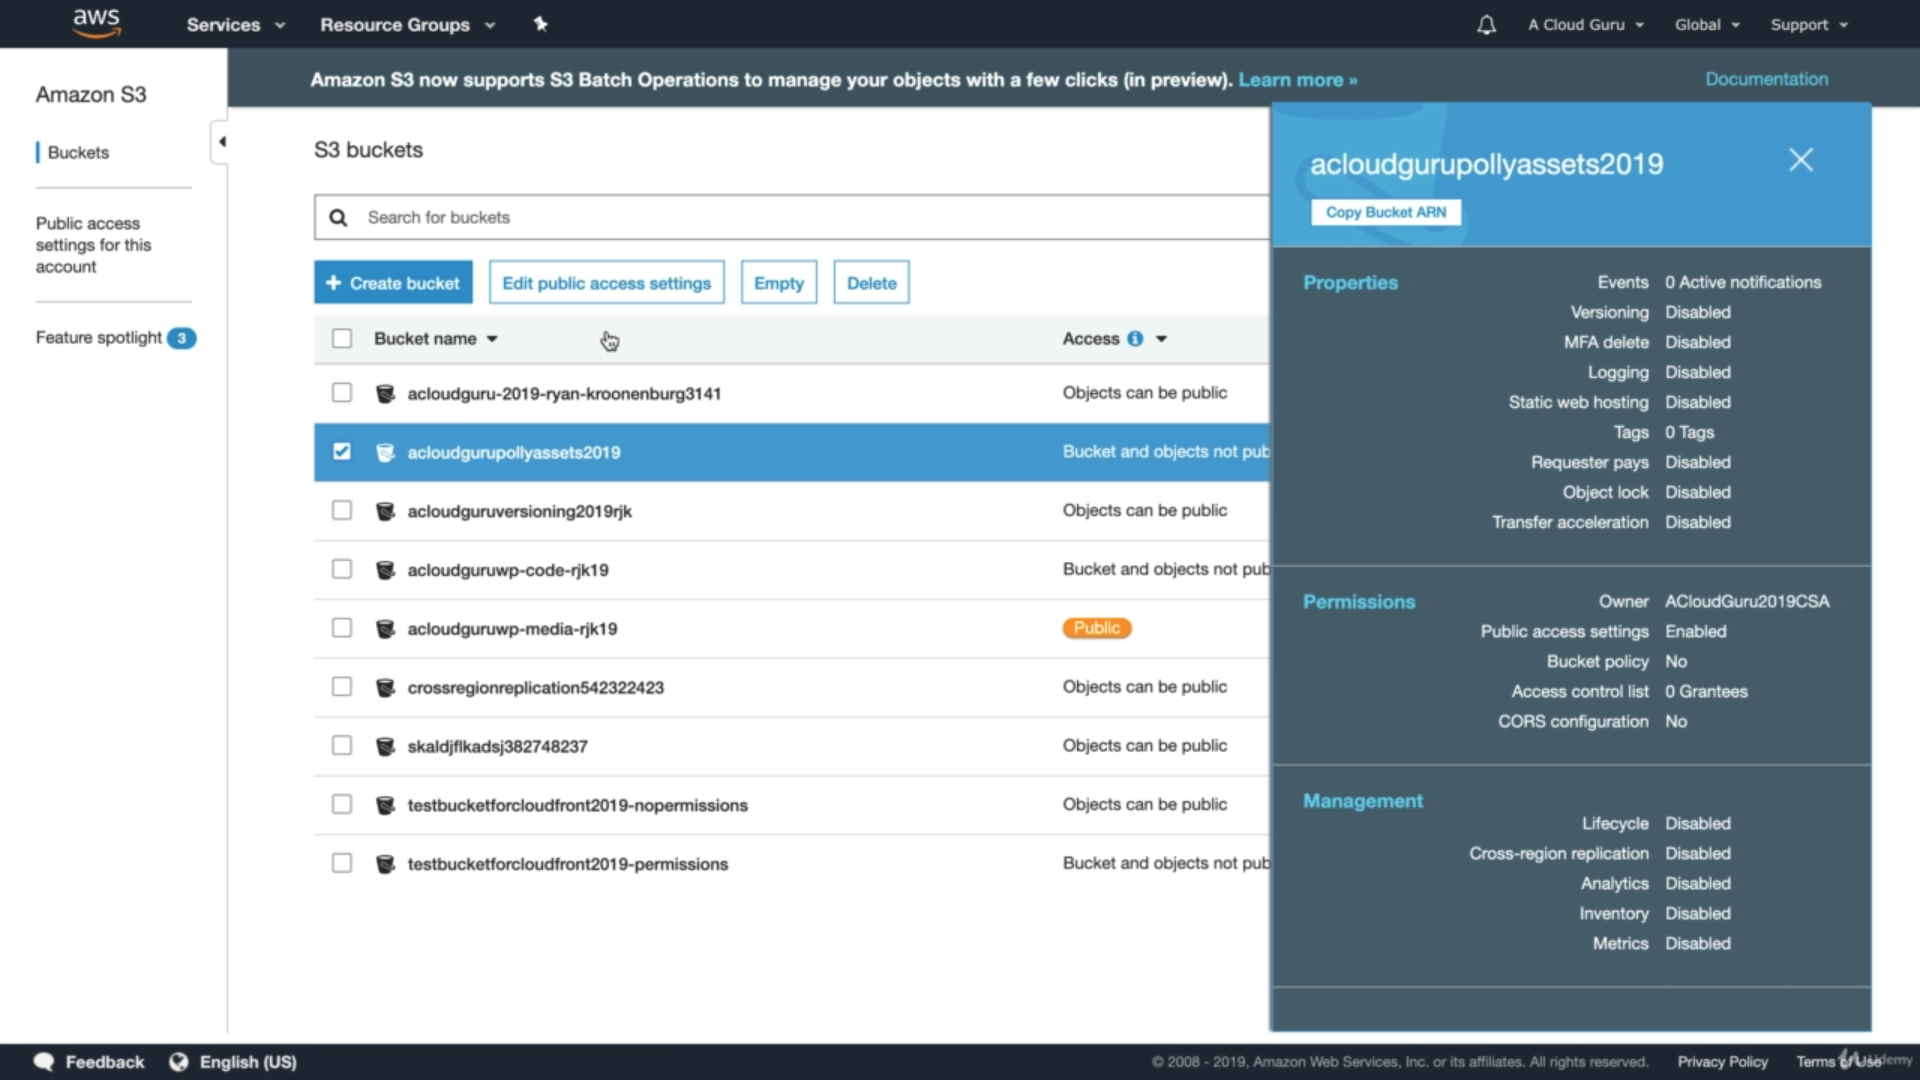 aws
Services
Resource Groups
A Cloud Guru
Global
Support
Amazon S3 now supports S3 Batch Operations to manage your objects with a few clicks (in preview). Learn more »
Documentation
Amazon S3
Buckets
Public access
settings for this
account
Feature spotlight 3
S3 buckets
Search for buckets
+ Create bucket
Edit public access settings
Empty
Delete
Bucket name
Access
acloudguru-2019-ryan-kroonenburg3141
Objects can be public
acloudgurupollyassets2019
Bucket and objects not pub
acloudguruversioning2019rjk
Objects can be public
acloudguruwp-code-rjk19
Bucket and objects not pub
acloudguruwp-media-rjk19
Public
crossregionreplication542322423
Objects can be public
skaldjflkadsj382748237
Objects can be public
testbucketforcloudfront2019-nopermissions
Objects can be public
testbucketforcloudfront2019-permissions
Bucket and objects not pub
acloudgurupollyassets2019
Copy Bucket ARN
Properties
Events 0 Active notifications
Versioning Disabled
MFA delete Disabled
Logging Disabled
Static web hosting Disabled
Tags 0 Tags
Requester pays Disabled
Object lock Disabled
Transfer acceleration Disabled
Permissions
Owner ACloudGuru2019CSA
Public access settings Enabled
Bucket policy No
Access control list 0 Grantees
CORS configuration No
Management
Lifecycle Disabled
Cross-region replication Disabled
Analytics Disabled
Inventory Disabled
Metrics Disabled
Feedback
English (US)
© 2008 - 2019, Amazon Web Services, Inc. or its affiliates. All rights reserved.
Privacy Policy
Terms of Use